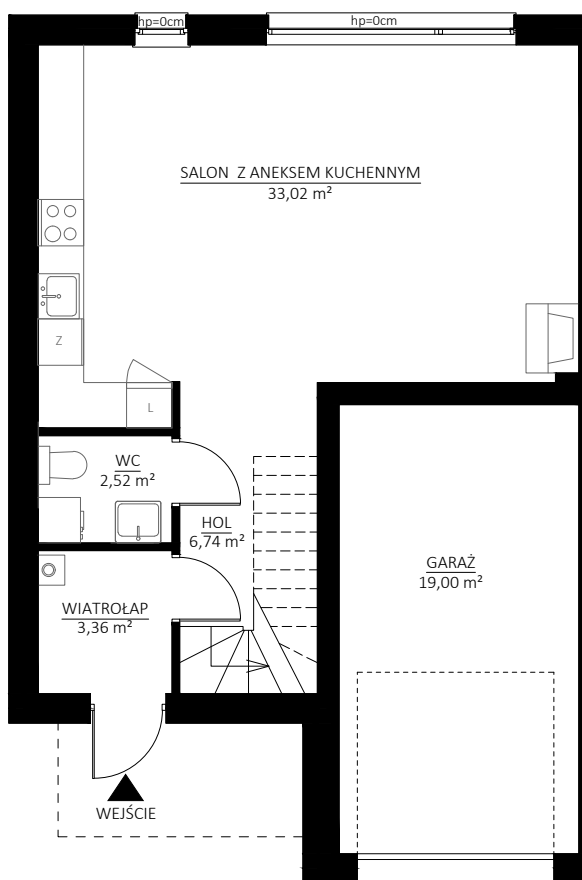 hp=0cm
hp=0cm
SALON Z ANEKSEM KUCHENNYM
33,02 m²
Z
L
WC
2,52 m²
HOL
6,74 m²
GARAŻ
19,00 m²
WIATROŁAP
3,36 m²
WEJŚCIE